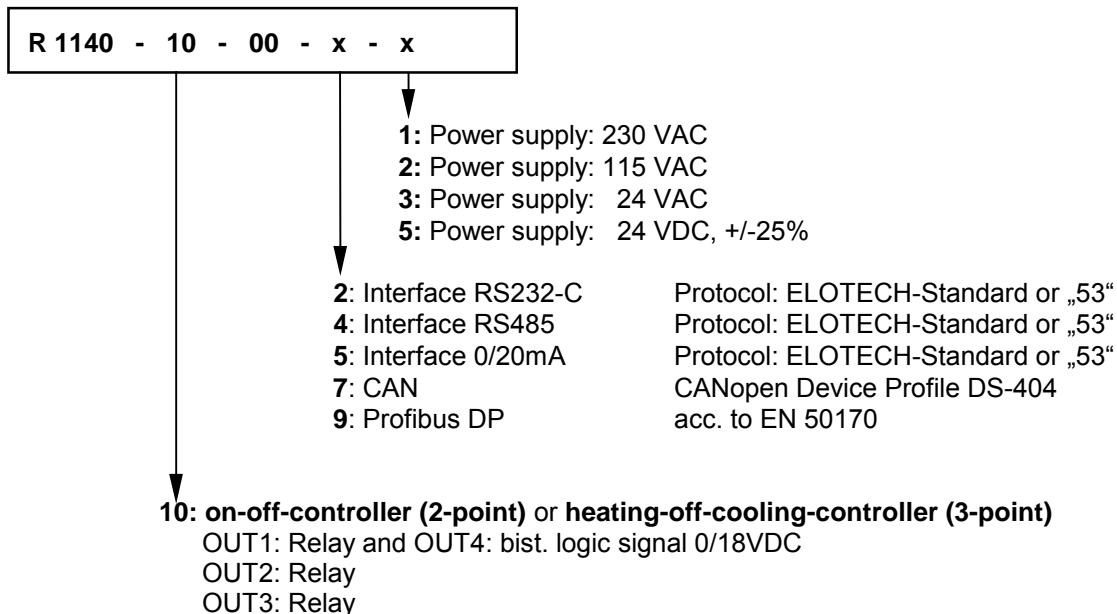 R 1140 - 10 - 00 - x - x
1: Power supply: 230 VAC
2: Power supply: 115 VAC
3: Power supply: 24 VAC
5: Power supply: 24 VDC, +/-25%
2: Interface RS232-C Protocol: ELOTECH-Standard or „53“
4: Interface RS485 Protocol: ELOTECH-Standard or „53“
5: Interface 0/20mA Protocol: ELOTECH-Standard or „53“
7: CAN CANopen Device Profile DS-404
9: Profibus DP acc. to EN 50170
10: on-off-controller (2-point) or heating-off-cooling-controller (3-point)
OUT1: Relay and OUT4: bist. logic signal 0/18VDC
OUT2: Relay
OUT3: Relay